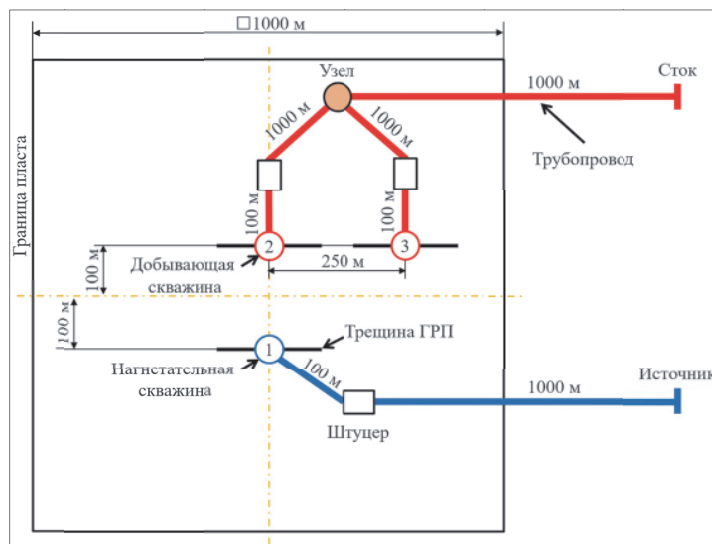 □1000 м
Узел
Сток
1000 м
1000 м
1000 м
Трубопровод
Граница пласта
100 м
100 м
2
3
100 м
Добывающая
скважина
250 м
100 м
Трещина ГРП
1
Нагнетательная
скважина
100 м
1000 м
Источник
Штуцер